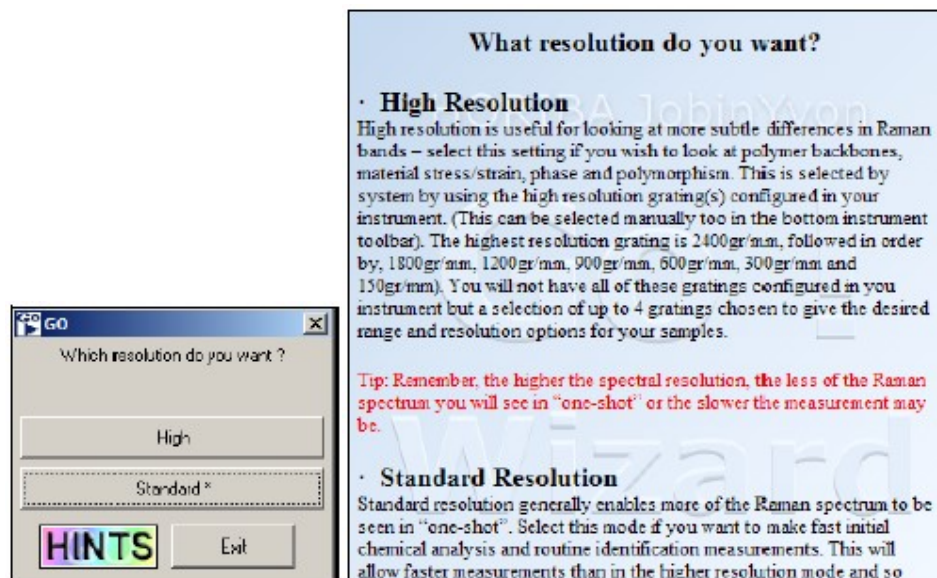 GO
Which resolution do you want ?
High
Standard *
HINTS
Exit
What resolution do you want?
· High Resolution
High resolution is useful for looking at more subtle differences in Raman
bands – select this setting if you wish to look at polymer backbones,
material stress/strain, phase and polymorphism. This is selected by
system by using the high resolution grating(s) configured in your
instrument. (This can be selected manually too in the bottom instrument
toolbar). The highest resolution grating is 2400gr/mm, followed in order
by, 1800gr/mm, 1200gr/mm, 900gr/mm, 600gr/mm, 300gr/mm and
150gr/mm). You will not have all of these gratings configured in you
instrument but a selection of up to 4 gratings chosen to give the desired
range and resolution options for your samples.
Tip: Remember, the higher the spectral resolution, the less of the Raman
spectrum you will see in “one-shot” or the slower the measurement may
be.
· Standard Resolution
Standard resolution generally enables more of the Raman spectrum to be
seen in “one-shot”. Select this mode if you want to make fast initial
chemical analysis and routine identification measurements. This will
allow faster measurements than in the higher resolution mode and so
HORIBA JobinYvon
Wizard